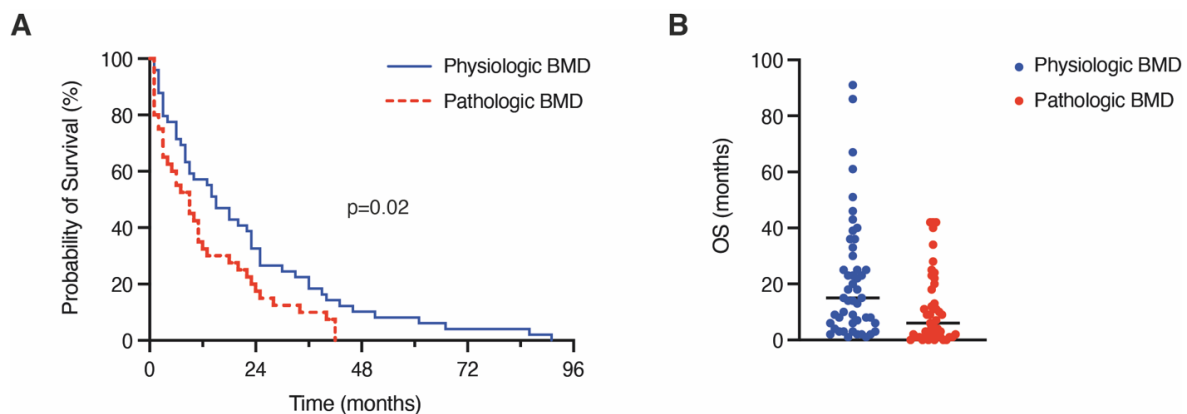 A
Probability of Survival (%)
100
80
60
40
20
0
0 24 48 72 96
Time (months)
Physiologic BMD
Pathologic BMD
p=0.02
B
OS (months)
100
80
60
40
20
0
Physiologic BMD
Pathologic BMD